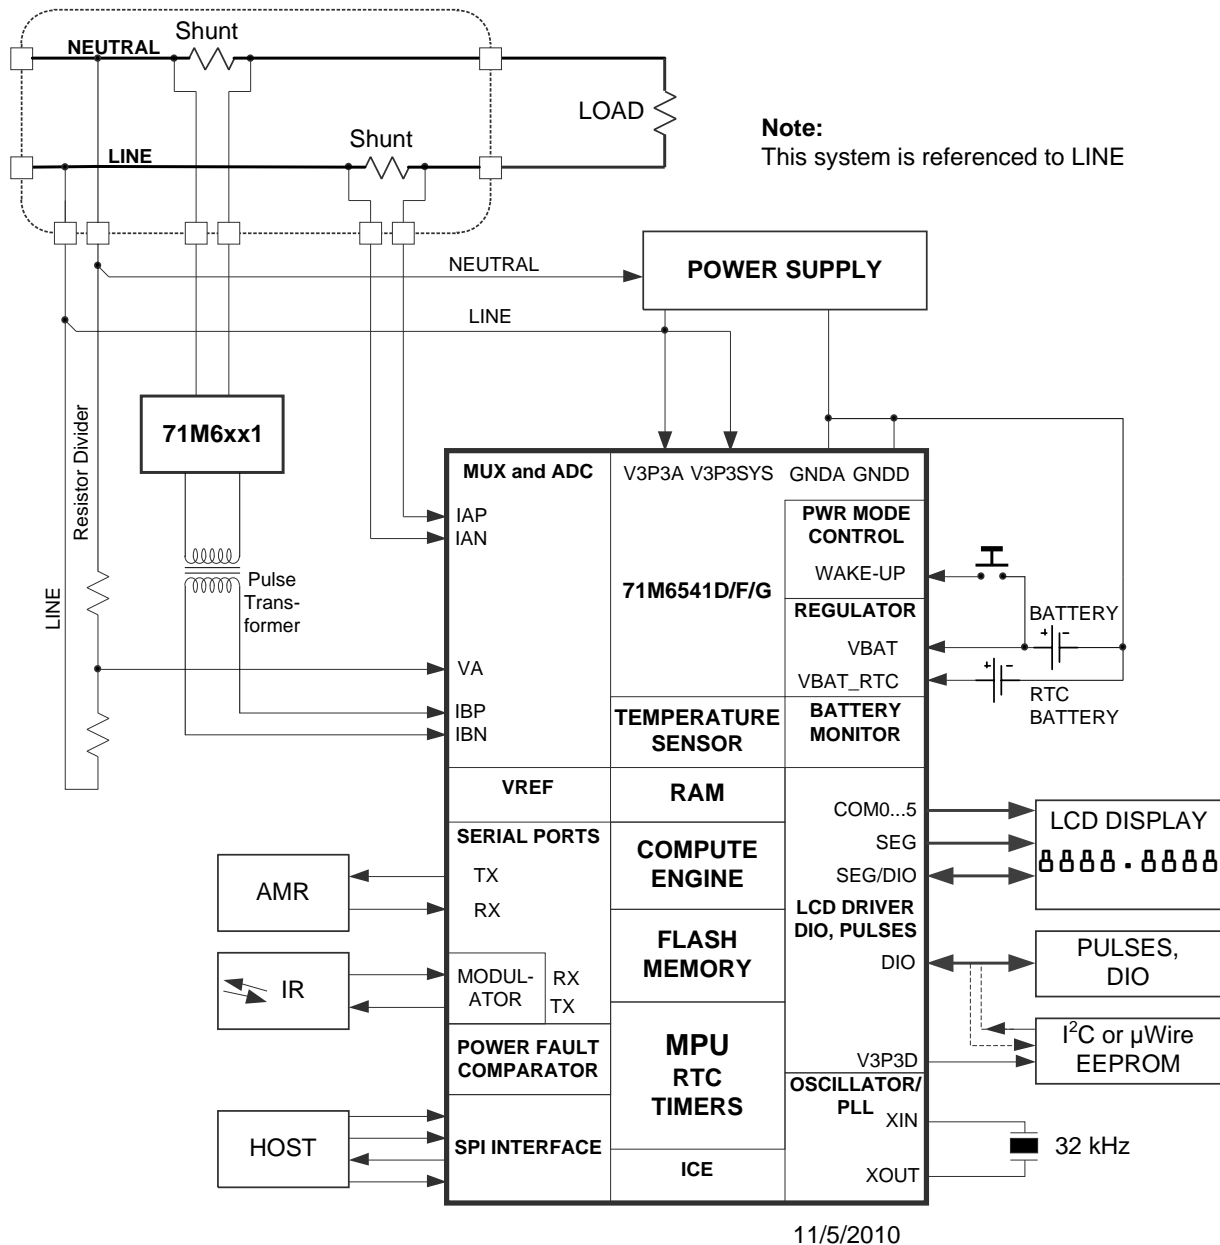 Shunt
NEUTRAL
LOAD
Shunt
LINE
Note:
This system is referenced to LINE
NEUTRAL
POWER SUPPLY
LINE
71M6xx1
Resistor Divider
LINE
Pulse
Trans-
former
MUX and ADC
V3P3A V3P3SYS
GNDA GNDD
IAP
IAN
PWR MODE
CONTROL
WAKE-UP
71M6541D/F/G
REGULATOR
BATTERY
VBAT
VA
VBAT_RTC
RTC
BATTERY
IBP
IBN
TEMPERATURE
SENSOR
BATTERY
MONITOR
VREF
RAM
COM0...5
LCD DISPLAY
SERIAL PORTS
COMPUTE
ENGINE
SEG
8888.8888
SEG/DIO
AMR
TX
RX
LCD DRIVER
DIO, PULSES
FLASH
MEMORY
DIO
PULSES,
DIO
IR
MODUL-
ATOR
RX
TX
I²C or µWire
EEPROM
POWER FAULT
COMPARATOR
MPU
RTC
TIMERS
V3P3D
OSCILLATOR/
PLL
XIN
HOST
SPI INTERFACE
32 kHz
ICE
XOUT
11/5/2010